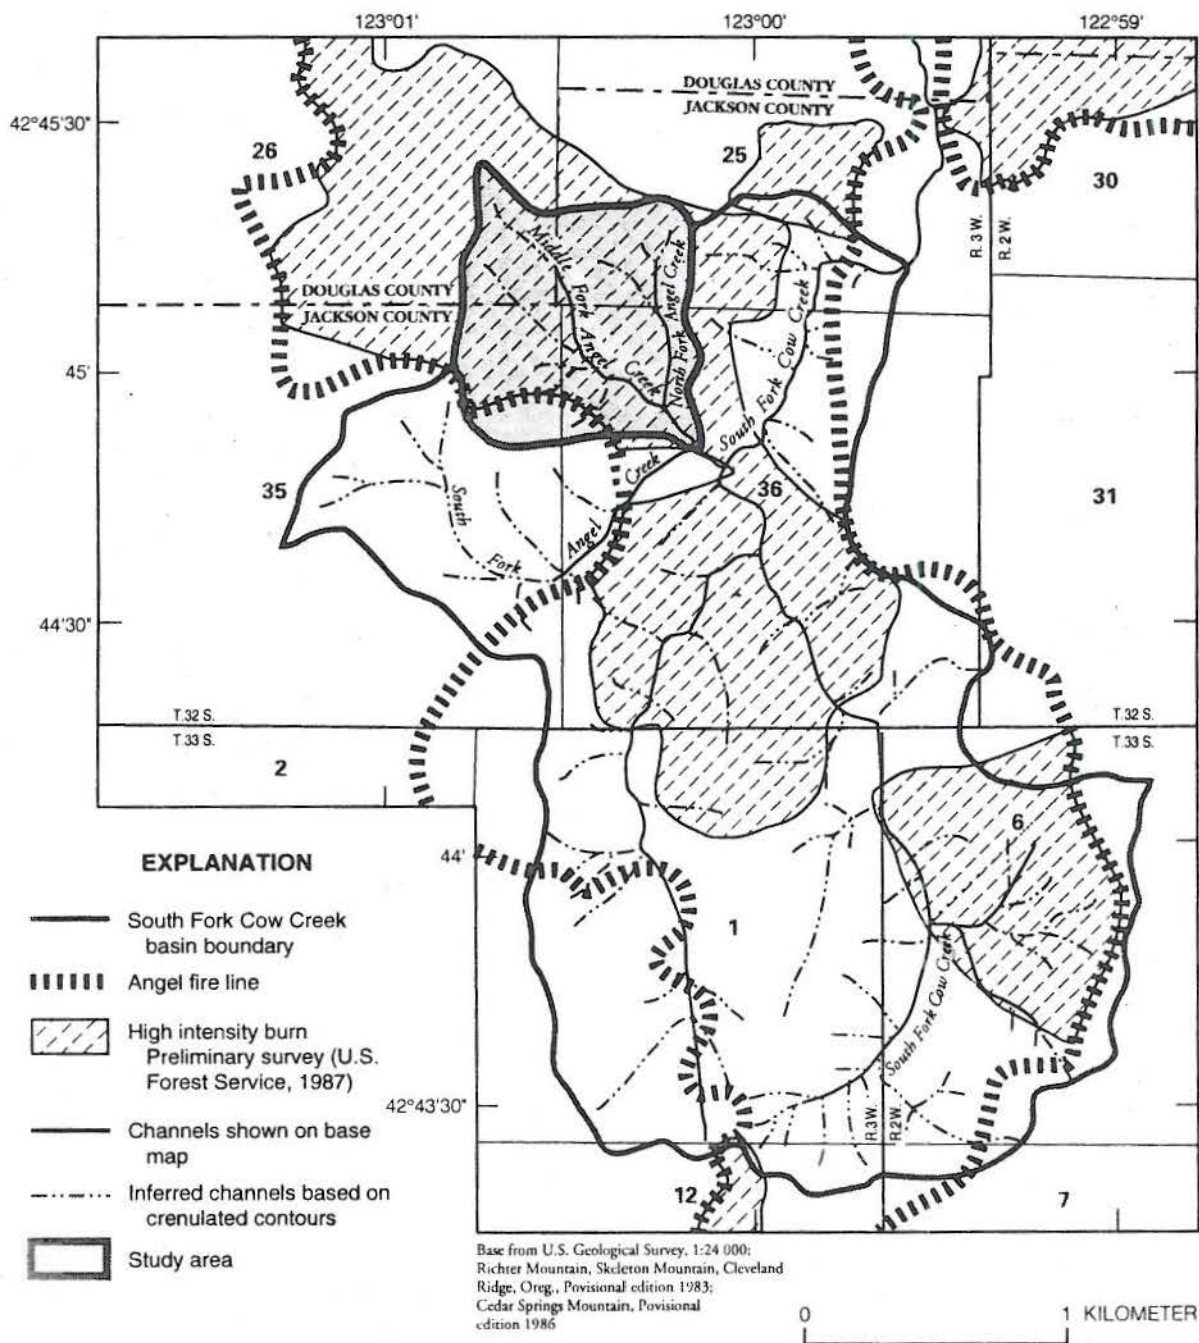 123°01'
123°00'
122°59'
DOUGLAS COUNTY
JACKSON COUNTY
42°45'30"
26
25
30
R.3 W.
R.2 W.
Middle
Fork Angel
Creek
North Fork Angel Creek
South Fork Cow Creek
DOUGLAS COUNTY
JACKSON COUNTY
45'
35
36
31
South
Fork
Angel
Creek
44'30"
T.32 S.
T.33 S.
T.32 S.
T.33 S.
2
6
44'
1
South Fork Cow Creek
42°43'30"
R.3W.
R.2W.
12
7
EXPLANATION
South Fork Cow Creek
basin boundary
Angel fire line
High intensity burn
Preliminary survey (U.S.
Forest Service, 1987)
Channels shown on base
map
Inferred channels based on
crenulated contours
Study area
Base from U.S. Geological Survey, 1:24 000;
Richter Mountain, Skeleton Mountain, Cleveland
Ridge, Oreg., Povisional edition 1983;
Cedar Springs Mountain, Povisional
edition 1986
0 1 KILOMETER